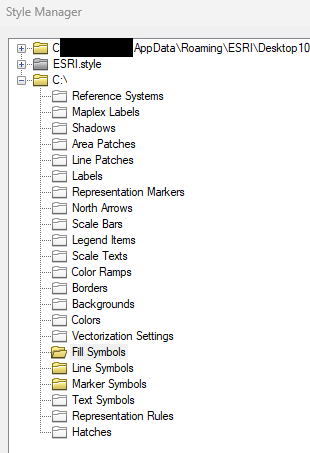 Style Manager
C AppData\Roaming\ESRI\Desktop10
ESRI.style
C:\
Reference Systems
Maplex Labels
Shadows
Area Patches
Line Patches
Labels
Representation Markers
North Arrows
Scale Bars
Legend Items
Scale Texts
Color Ramps
Borders
Backgrounds
Colors
Vectorization Settings
Fill Symbols
Line Symbols
Marker Symbols
Text Symbols
Representation Rules
Hatches